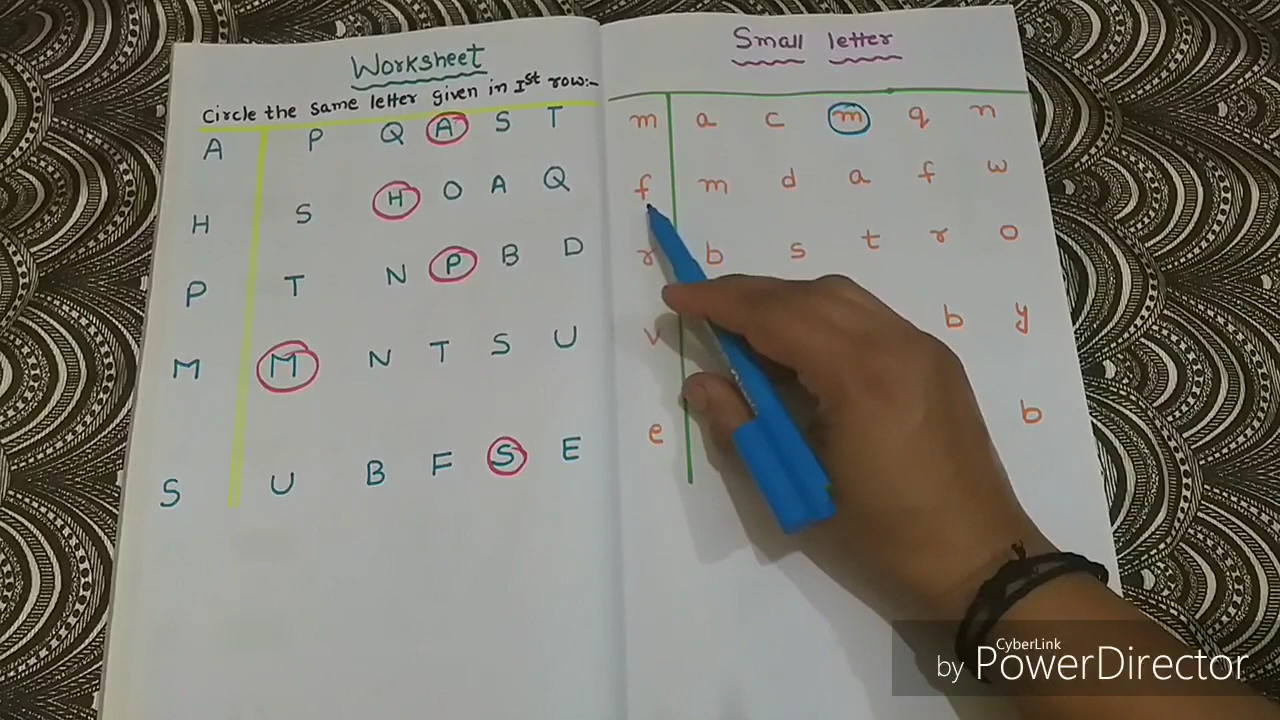 Worksheet
Circle the same letter given in Ist row:-
A P Q A S T
H S H O A Q
P T N P B D
M M N T S U
S U B F S E
Small letter
m a c m q n
f m d a f w
r b s t r o
v b y
e b
CyberLink
by PowerDirector